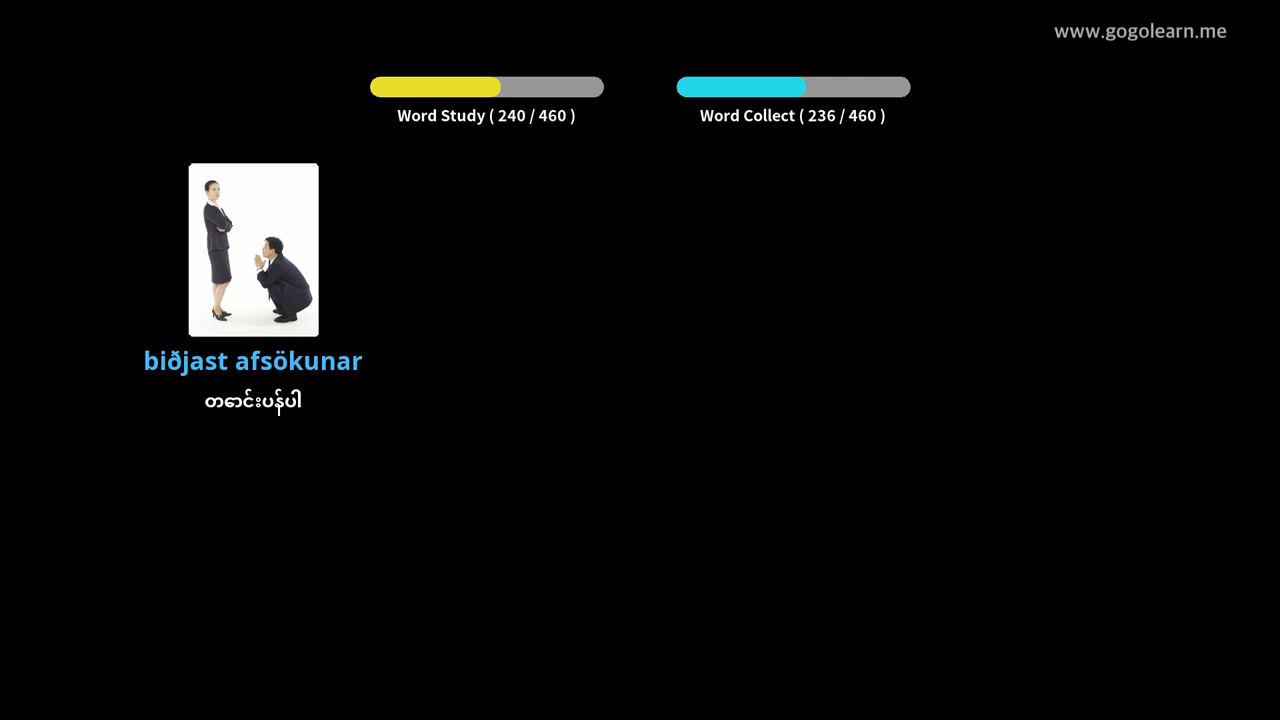 www.gogolearn.me
Word Study ( 240 / 460 )
Word Collect ( 236 / 460 )
biðjast afsökunar
တောင်းပန်ပါ